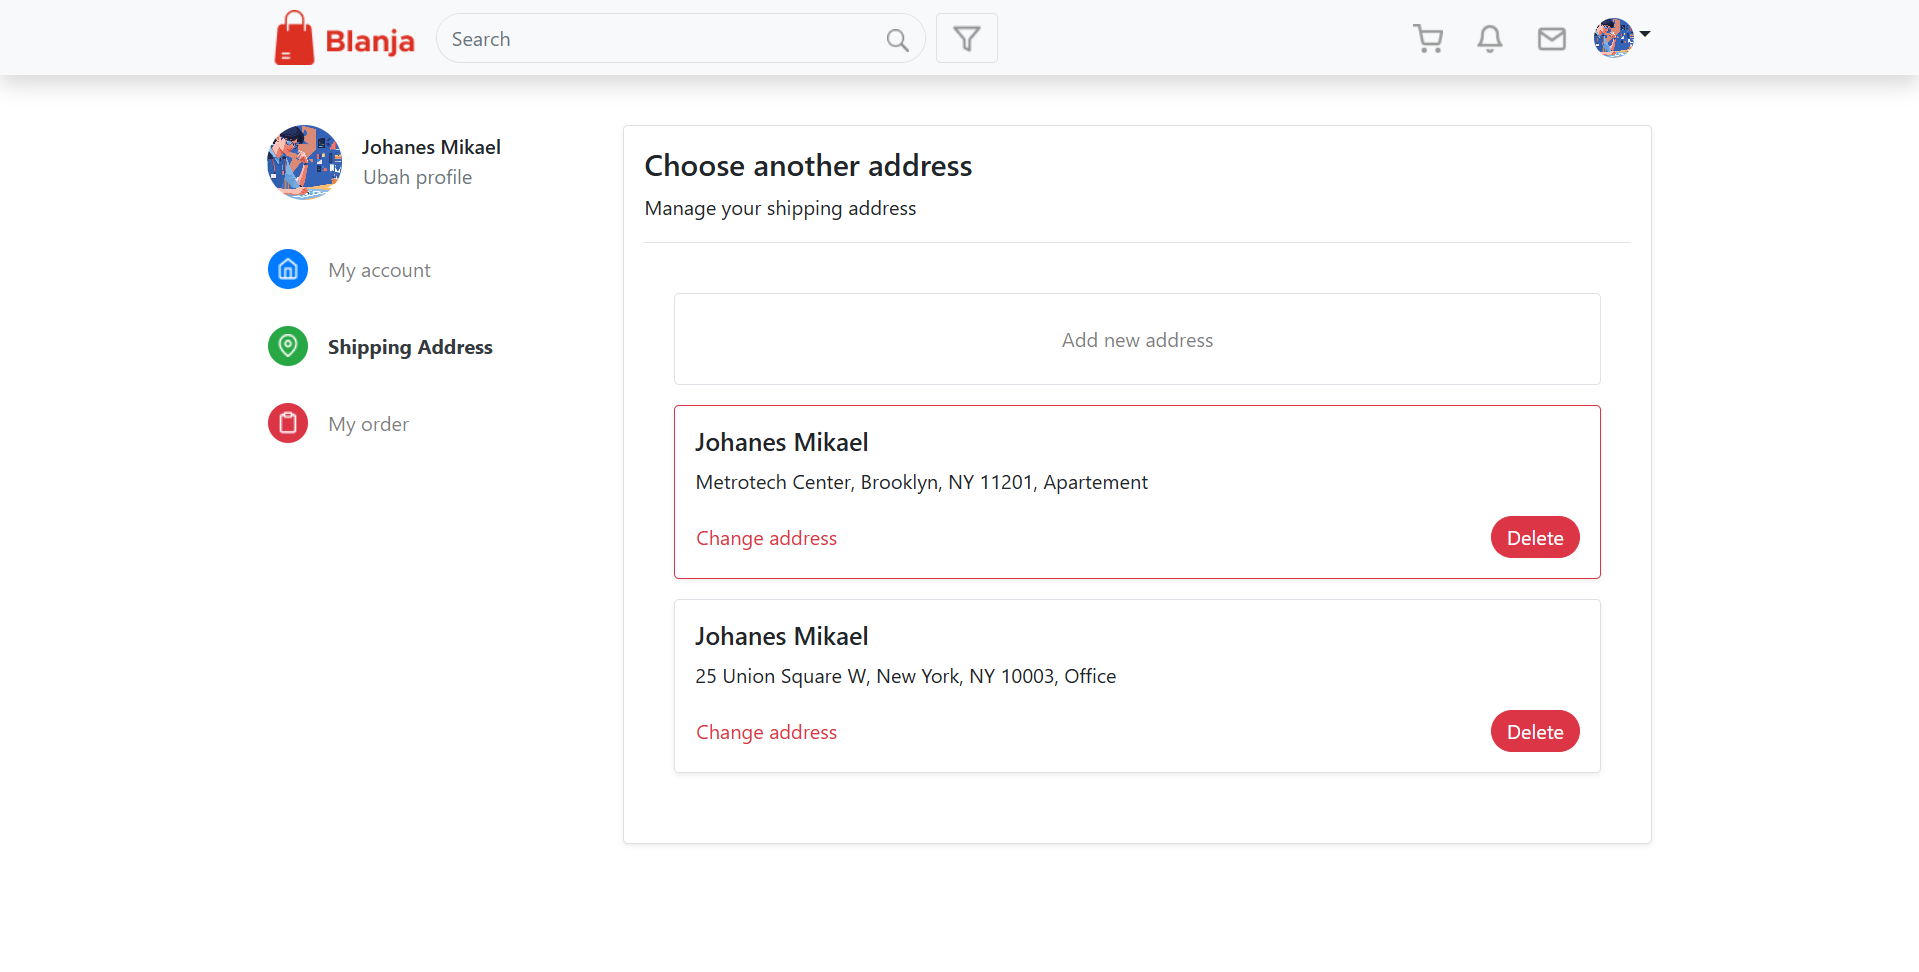 Blanja
Search
Johanes Mikael
Ubah profile
My account
Shipping Address
My order
Choose another address
Manage your shipping address
Add new address
Johanes Mikael
Metrotech Center, Brooklyn, NY 11201, Apartement
Change address
Delete
Johanes Mikael
25 Union Square W, New York, NY 10003, Office
Change address
Delete